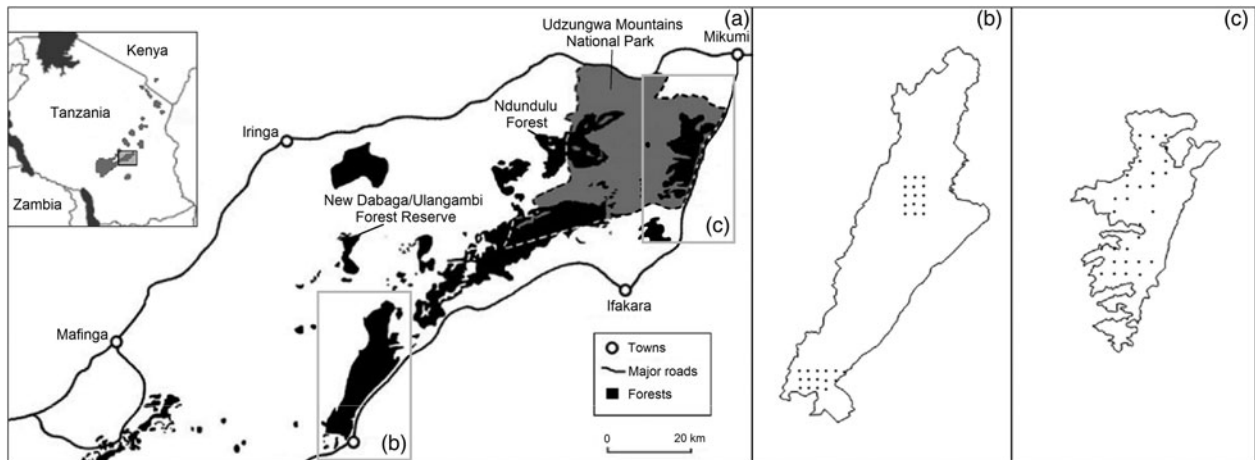 (a)
Kenya
Tanzania
Zambia
Udzungwa Mountains
National Park
Mikumi
Ndundulu
Forest
Iringa
New Dabaga/Ulangambi
Forest Reserve
(c)
Ifakara
Mafinga
(b)
Towns
Major roads
Forests
0
20 km
(b)
(c)